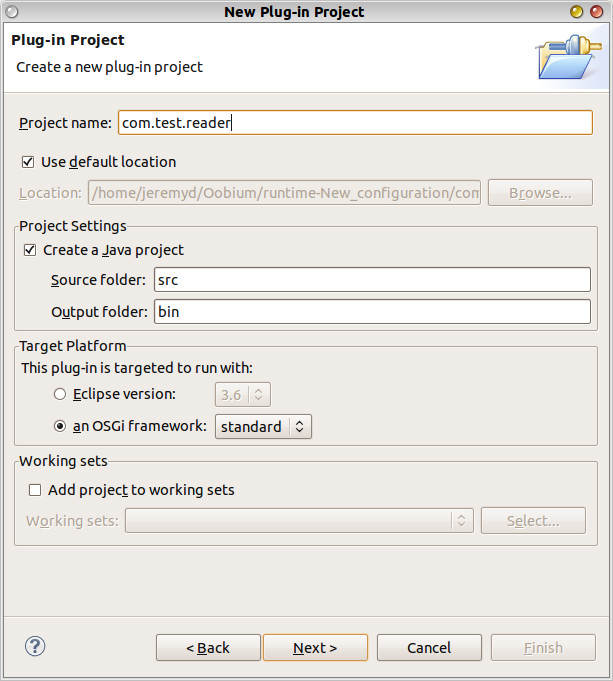 New Plug-in Project
Plug-in Project
Create a new plug-in project
Project name: com.test.reader
Use default location
Location: /home/jeremyd/Oobium/runtime-New_configuration/com Browse...
Project Settings
Create a Java project
Source folder: src
Output folder: bin
Target Platform
This plug-in is targeted to run with:
Eclipse version: 3.6
an OSGi framework: standard
Working sets
Add project to working sets
Working sets: Select...
? < Back Next > Cancel Finish